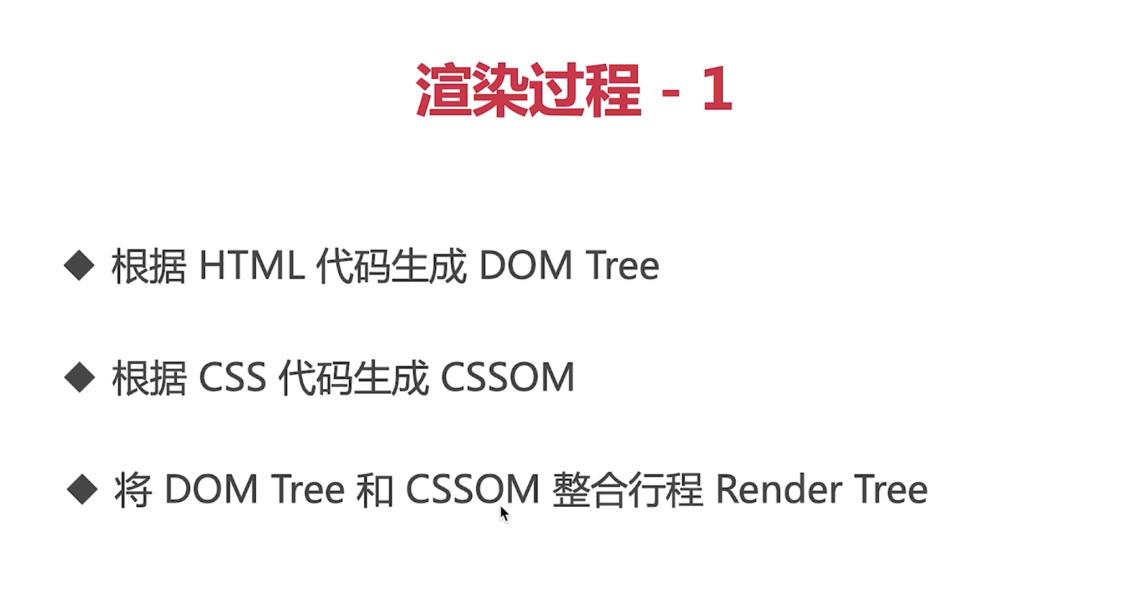 渲染过程 - 1
◆ 根据 HTML 代码生成 DOM Tree
◆ 根据 CSS 代码生成 CSSOM
◆ 将 DOM Tree 和 CSSOM 整合行程 Render Tree